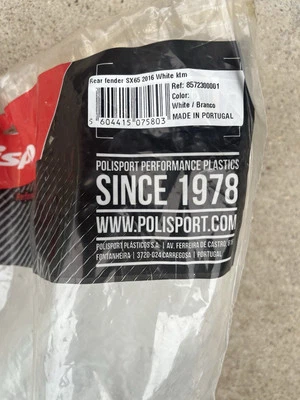 Rear fender SX65 2016 White ktm
Ref: 8572300001
Color:
White / Branco
5 604415 075803
MADE IN PORTUGAL
POLISPORT PERFORMANCE PLASTICS
SINCE 1978
WWW.POLISPORT.COM
POLISPORT PLÁSTICOS S.A. | AV. FERREIRA DE CASTRO,
FONTANHEIRA | 3720-024 CARREGOSA | PORTUGAL